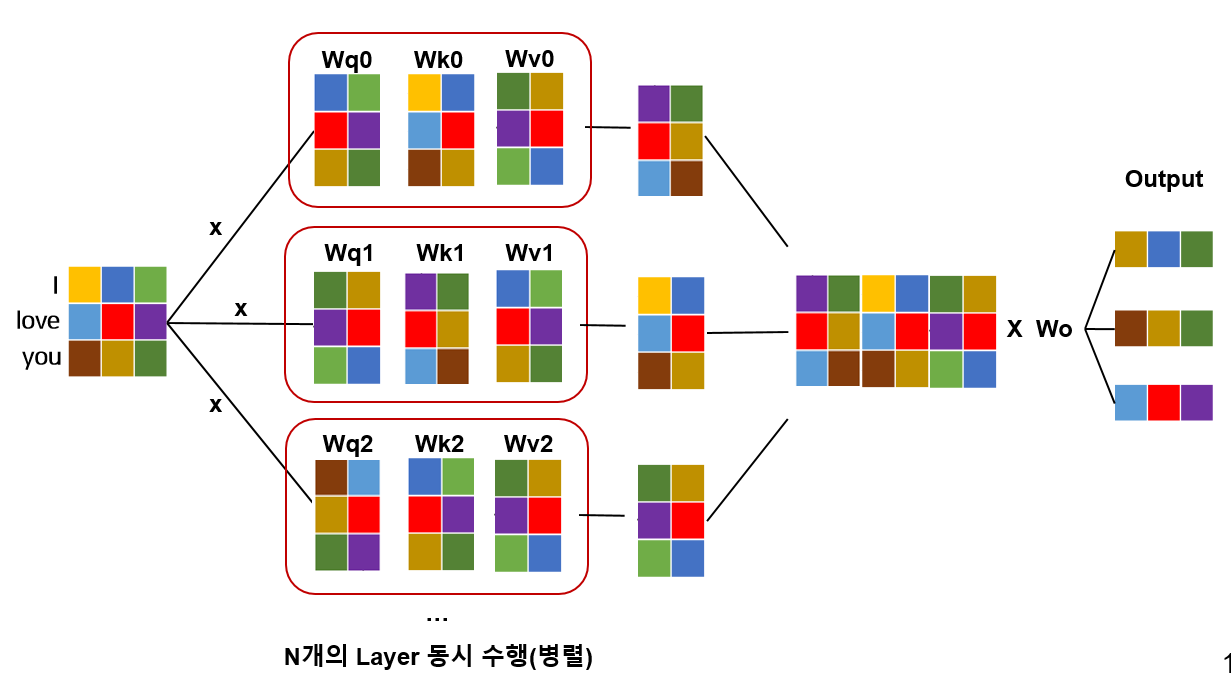 Wq0 Wk0 Wv0
x
Wq1 Wk1 Wv1
x
I
love
you
x
Wq2 Wk2 Wv2
...
N개의 Layer 동시 수행(병렬)
X Wo
Output
1